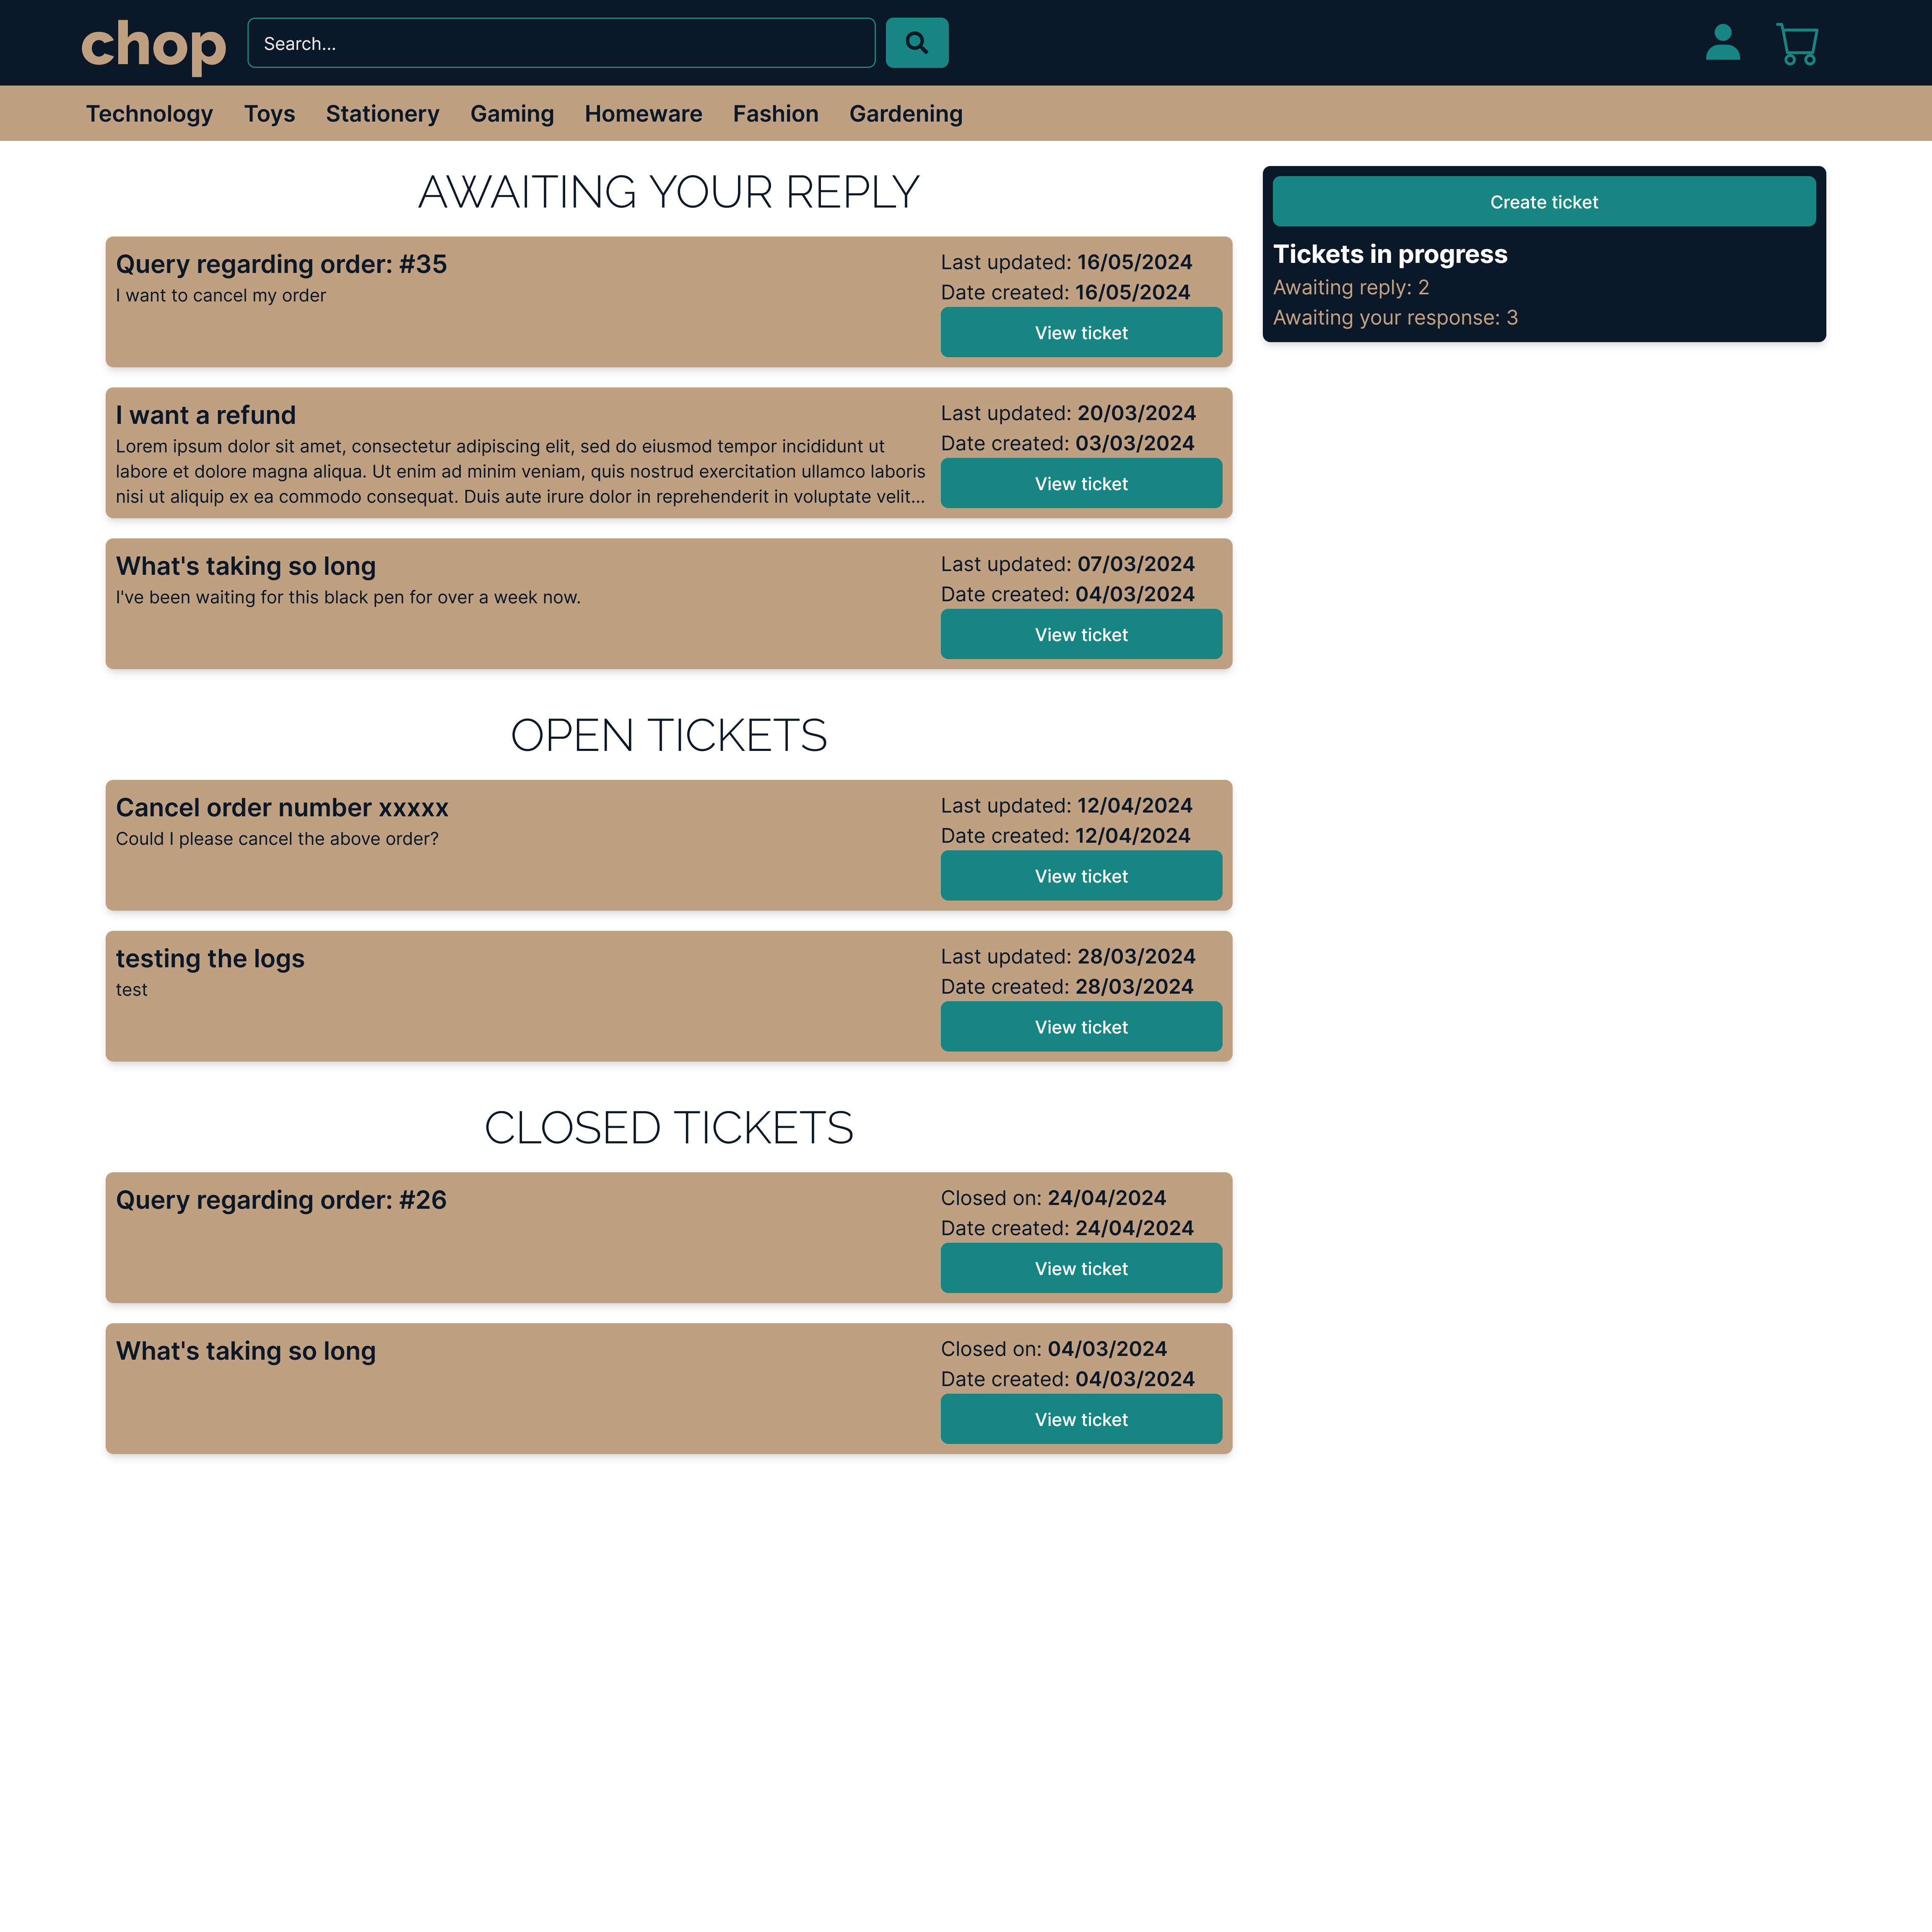 chop
Search...
Technology Toys Stationery Gaming Homeware Fashion Gardening
AWAITING YOUR REPLY
Query regarding order: #35
I want to cancel my order
Last updated: 16/05/2024
Date created: 16/05/2024
View ticket
I want a refund
Lorem ipsum dolor sit amet, consectetur adipiscing elit, sed do eiusmod tempor incididunt ut
labore et dolore magna aliqua. Ut enim ad minim veniam, quis nostrud exercitation ullamco laboris
nisi ut aliquip ex ea commodo consequat. Duis aute irure dolor in reprehenderit in voluptate velit...
Last updated: 20/03/2024
Date created: 03/03/2024
View ticket
What's taking so long
I've been waiting for this black pen for over a week now.
Last updated: 07/03/2024
Date created: 04/03/2024
View ticket
OPEN TICKETS
Cancel order number xxxxx
Could I please cancel the above order?
Last updated: 12/04/2024
Date created: 12/04/2024
View ticket
testing the logs
test
Last updated: 28/03/2024
Date created: 28/03/2024
View ticket
CLOSED TICKETS
Query regarding order: #26
Closed on: 24/04/2024
Date created: 24/04/2024
View ticket
What's taking so long
Closed on: 04/03/2024
Date created: 04/03/2024
View ticket
Create ticket
Tickets in progress
Awaiting reply: 2
Awaiting your response: 3